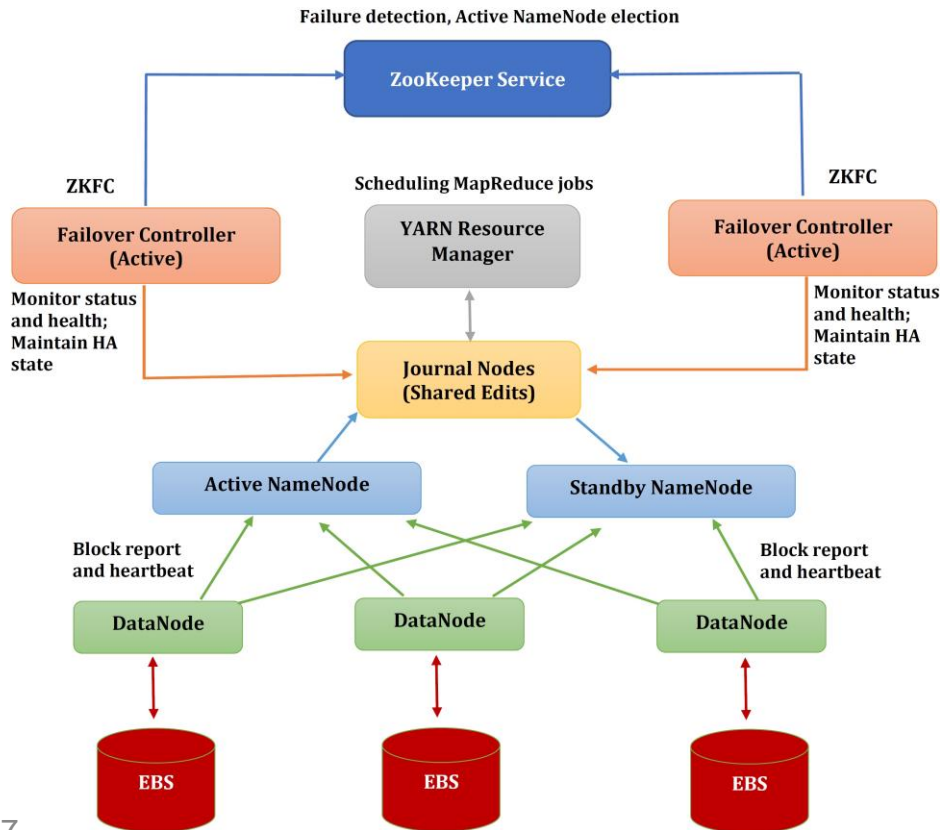 Failure detection, Active NameNode election
ZooKeeper Service
ZKFC
ZKFC
Scheduling MapReduce jobs
Failover Controller
(Active)
YARN Resource
Manager
Failover Controller
(Active)
Monitor status
and health;
Maintain HA
state
Monitor status
and health;
Maintain HA
state
Journal Nodes
(Shared Edits)
Active NameNode
Standby NameNode
Block report
and heartbeat
Block report
and heartbeat
DataNode
DataNode
DataNode
EBS
EBS
EBS
7